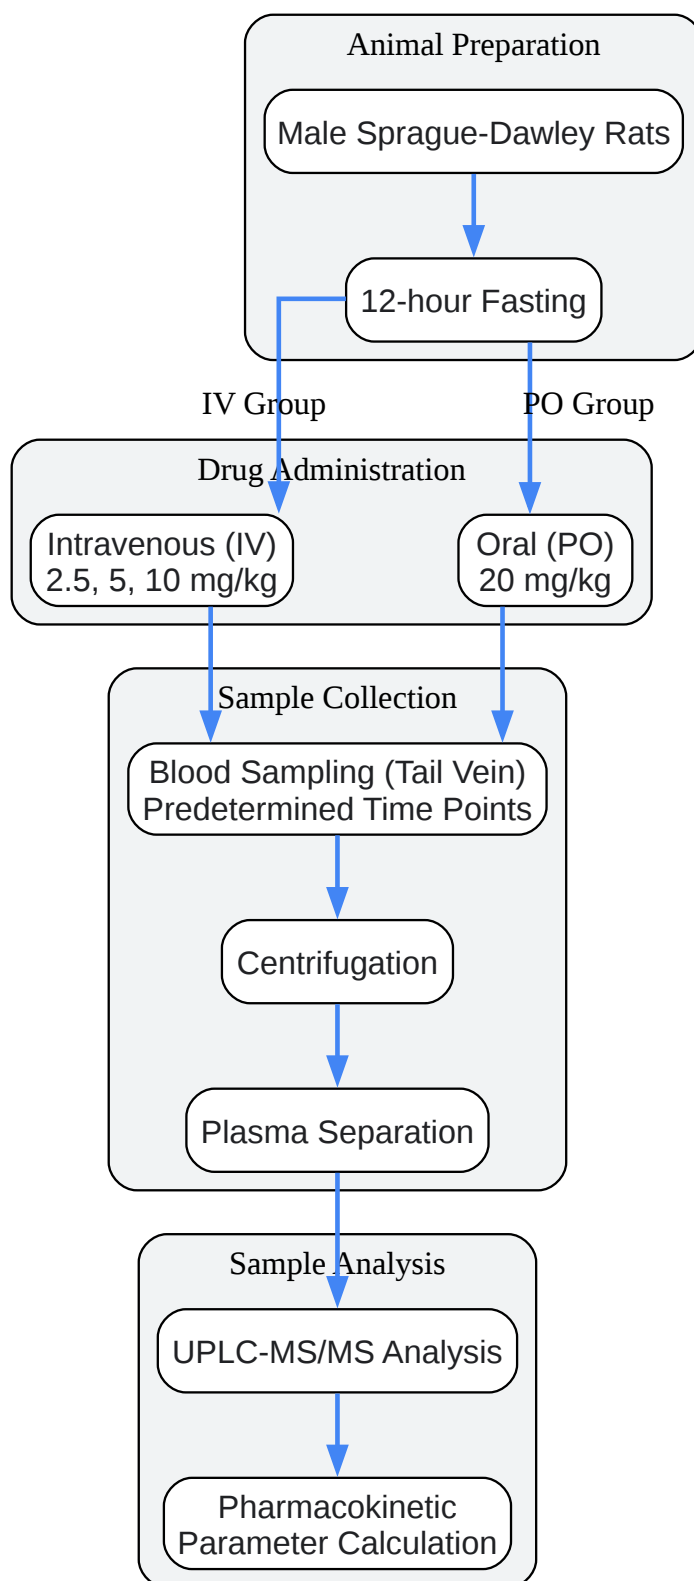 Animal Preparation
Male Sprague-Dawley Rats
12-hour Fasting
IV Group
PO Group
Drug Administration
Intravenous (IV)
2.5, 5, 10 mg/kg
Oral (PO)
20 mg/kg
Sample Collection
Blood Sampling (Tail Vein)
Predetermined Time Points
Centrifugation
Plasma Separation
Sample Analysis
UPLC-MS/MS Analysis
Pharmacokinetic
Parameter Calculation